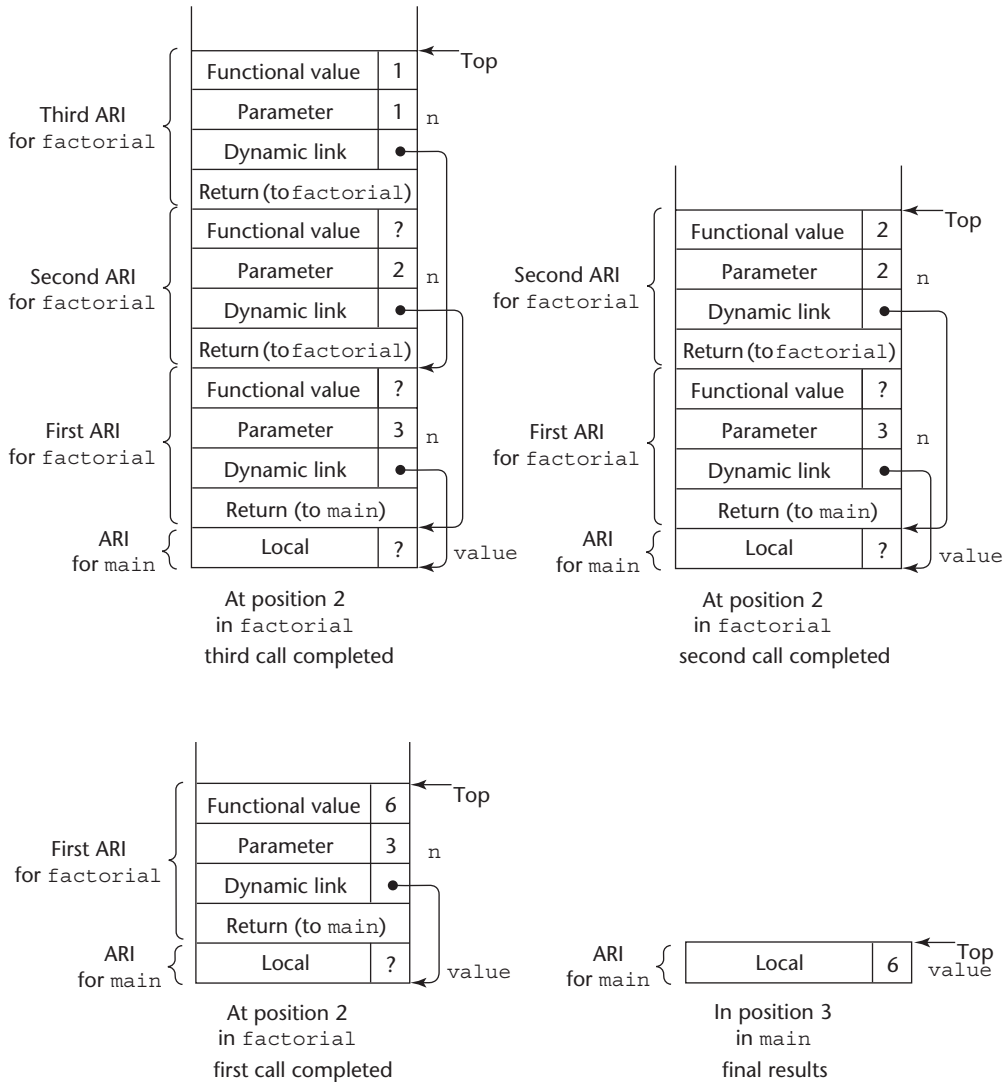 Top
Functional value 1
Third ARI
for factorial
Parameter 1 n
Dynamic link
Return (to factorial)
Functional value ?
Second ARI
for factorial
Parameter 2 n
Dynamic link
Return (to factorial)
Functional value ?
First ARI
for factorial
Parameter 3 n
Dynamic link
Return (to main)
ARI
for main
Local ? value
At position 2
in factorial
third call completed
Top
Functional value 2
Second ARI
for factorial
Parameter 2 n
Dynamic link
Return (to factorial)
Functional value ?
First ARI
for factorial
Parameter 3 n
Dynamic link
Return (to main)
ARI
for main
Local ? value
At position 2
in factorial
second call completed
Top
Functional value 6
First ARI
for factorial
Parameter 3 n
Dynamic link
Return (to main)
ARI
for main
Local ? value
At position 2
in factorial
first call completed
ARI
for main
Local 6
Top
value
In position 3
in main
final results